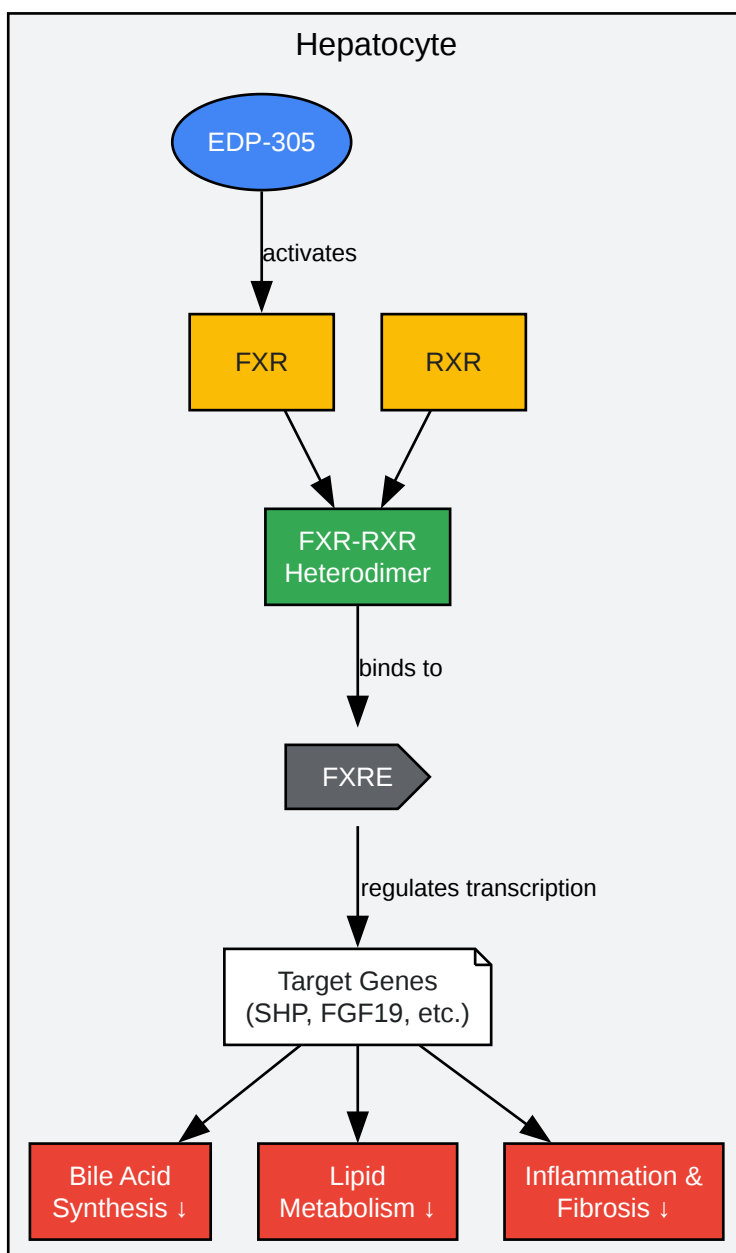 Hepatocyte
EDP-305
activates
FXR
RXR
FXR-RXR
Heterodimer
binds to
FXRE
regulates transcription
Target Genes
(SHP, FGF19, etc.)
Bile Acid
Synthesis ↓
Lipid
Metabolism ↓
Inflammation &
Fibrosis ↓